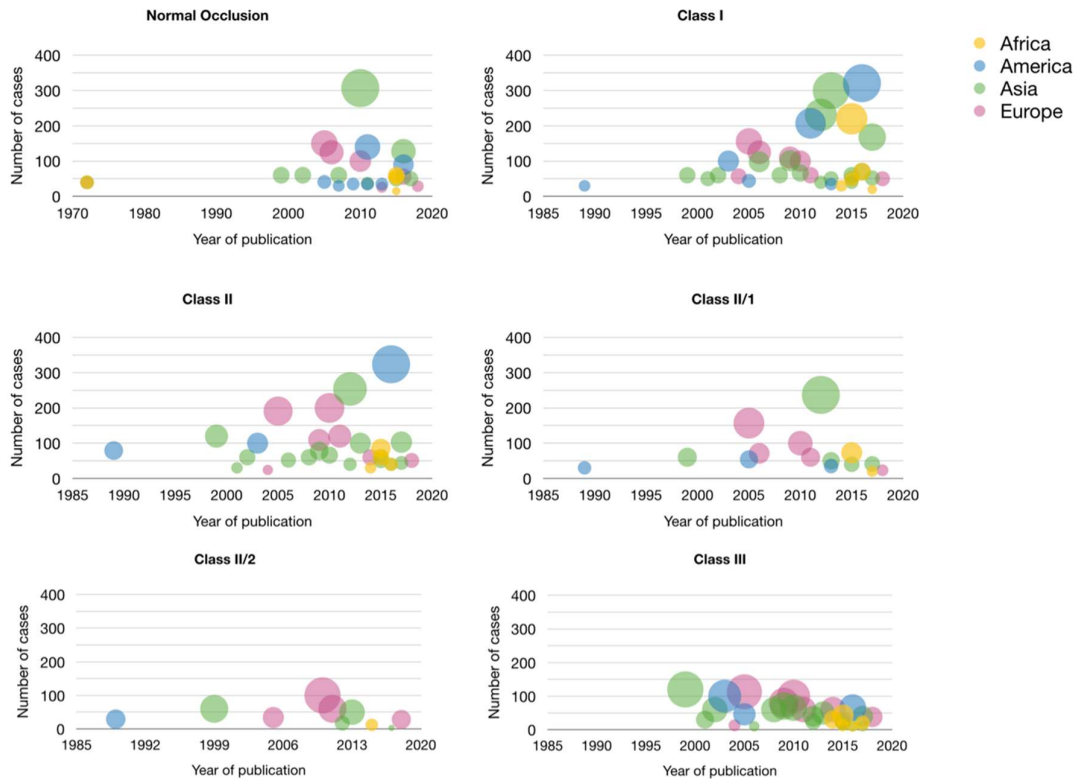 Normal Occlusion
Number of cases
400
300
200
100
0
1970 1980 1990 2000 2010 2020
Year of publication
Class I
Number of cases
400
300
200
100
0
1985 1990 1995 2000 2005 2010 2015 2020
Year of publication
Africa
America
Asia
Europe
Class II
Number of cases
400
300
200
100
0
1985 1990 1995 2000 2005 2010 2015 2020
Year of publication
Class II/1
Number of cases
400
300
200
100
0
1985 1990 1995 2000 2005 2010 2015 2020
Year of publication
Class II/2
Number of cases
400
300
200
100
0
1985 1992 1999 2006 2013 2020
Year of publication
Class III
Number of cases
400
300
200
100
0
1985 1990 1995 2000 2005 2010 2015 2020
Year of publication